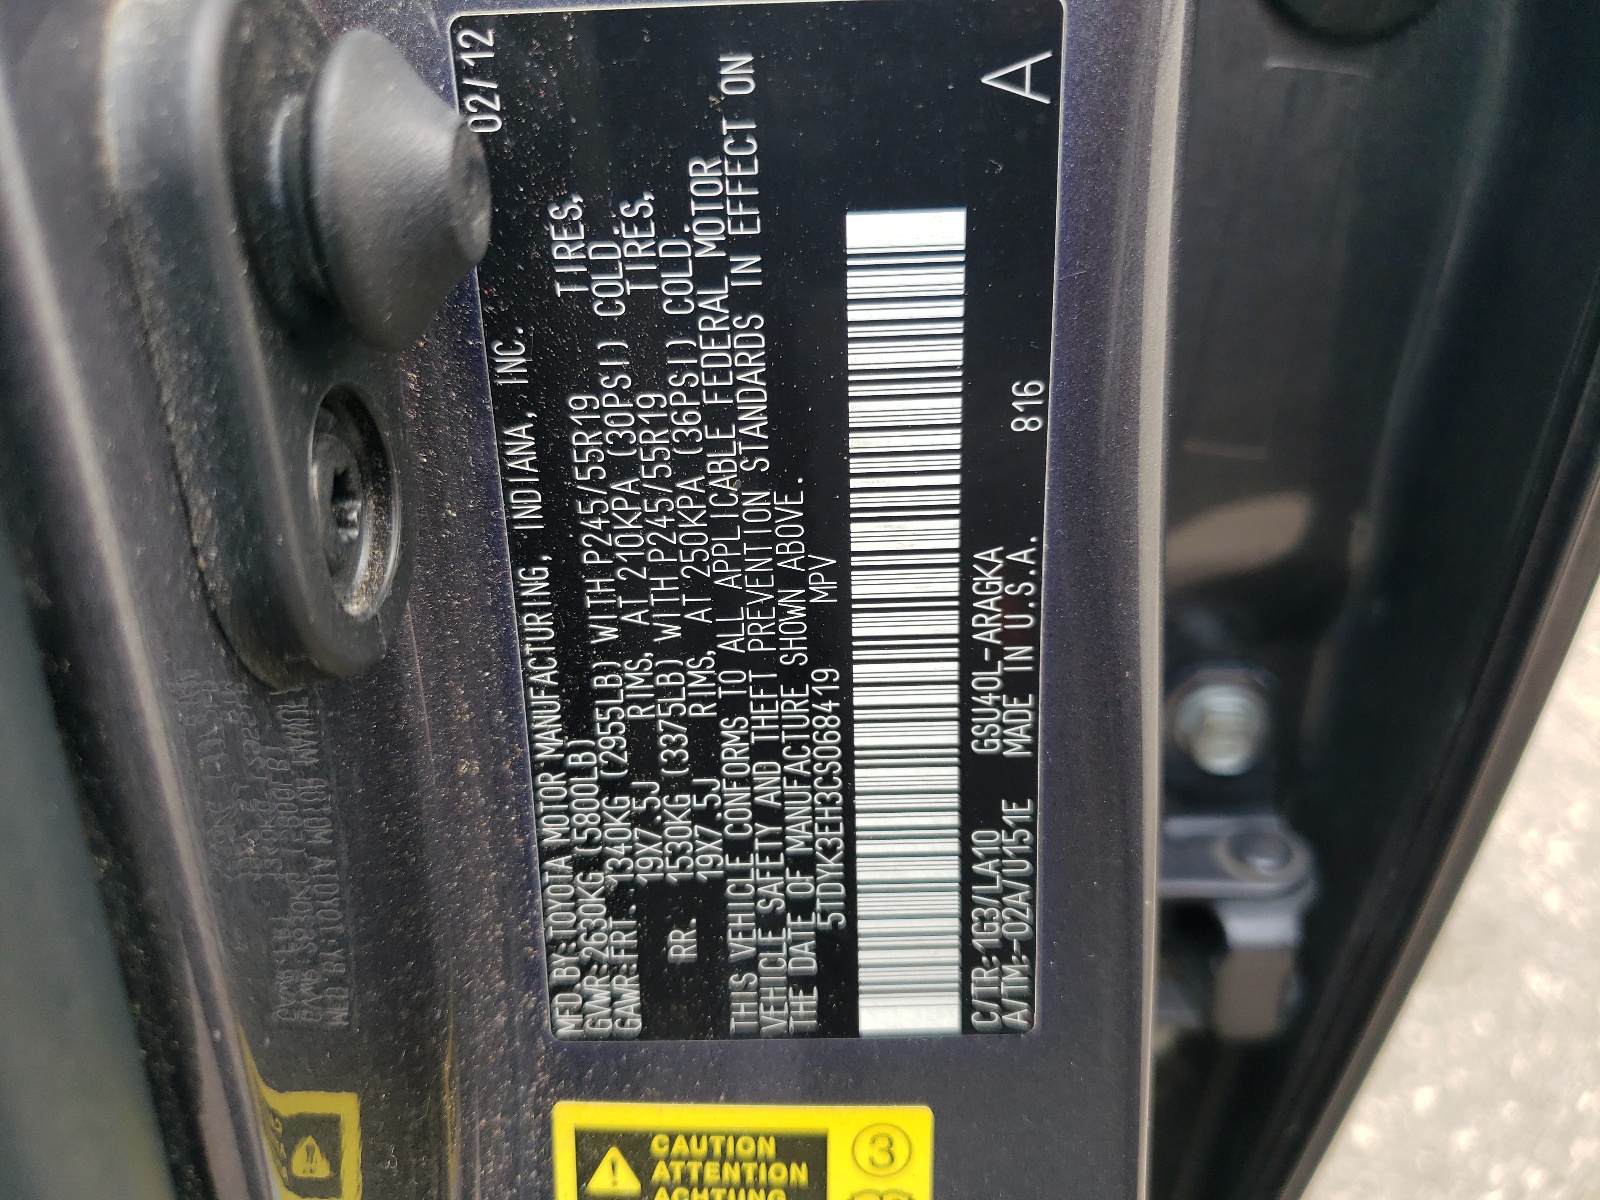 MFD BY:TOYOTA MOTOR MANUFACTURING, INDIANA, INC. 02/12
GVWR:2630KG (5800LB)
GAWR:FRT. 1340KG (2955LB) WITH P245/55R19 TIRES,
19X7.5J RIMS, AT 210KPA (30PSI) COLD
RR. 1530KG (3375LB) WITH P245/55R19 TIRES,
19X7.5J RIMS, AT 250KPA (36PSI) COLD.
THIS VEHICLE CONFORMS TO ALL APPLICABLE FEDERAL MOTOR
VEHICLE SAFETY AND THEFT PREVENTION STANDARDS IN EFFECT ON
THE DATE OF MANUFACTURE SHOWN ABOVE.
5TDYK3EH3CS068419 MPV
C/TR:1G3/LA10 GSU40L-ARAGKA
A/TM:-02A/U151E MADE IN U.S.A. 816 A
CAUTION
ATTENTION
ACHTUNG
3